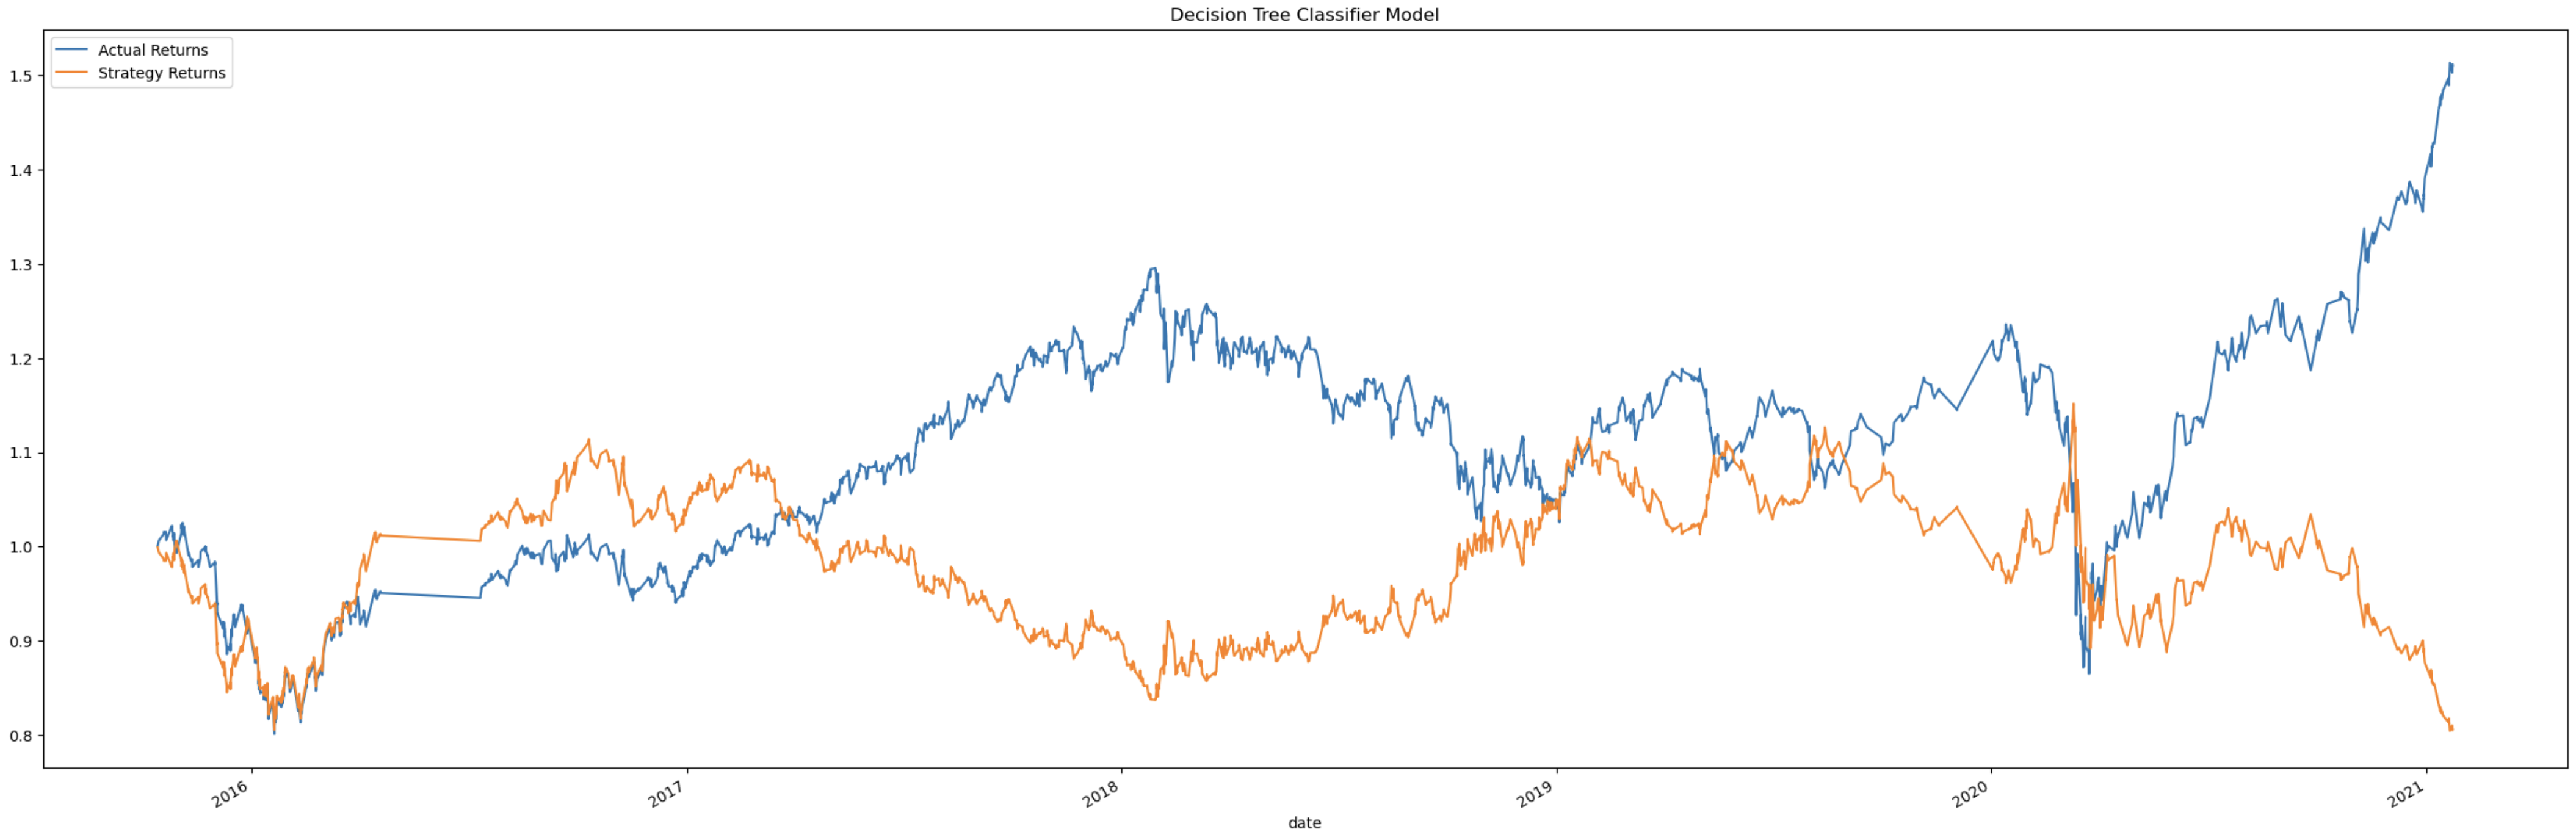 Decision Tree Classifier Model
Actual Returns
Strategy Returns
1.5
1.4
1.3
1.2
1.1
1.0
0.9
0.8
2016 2017 2018 2019 2020 2021
date